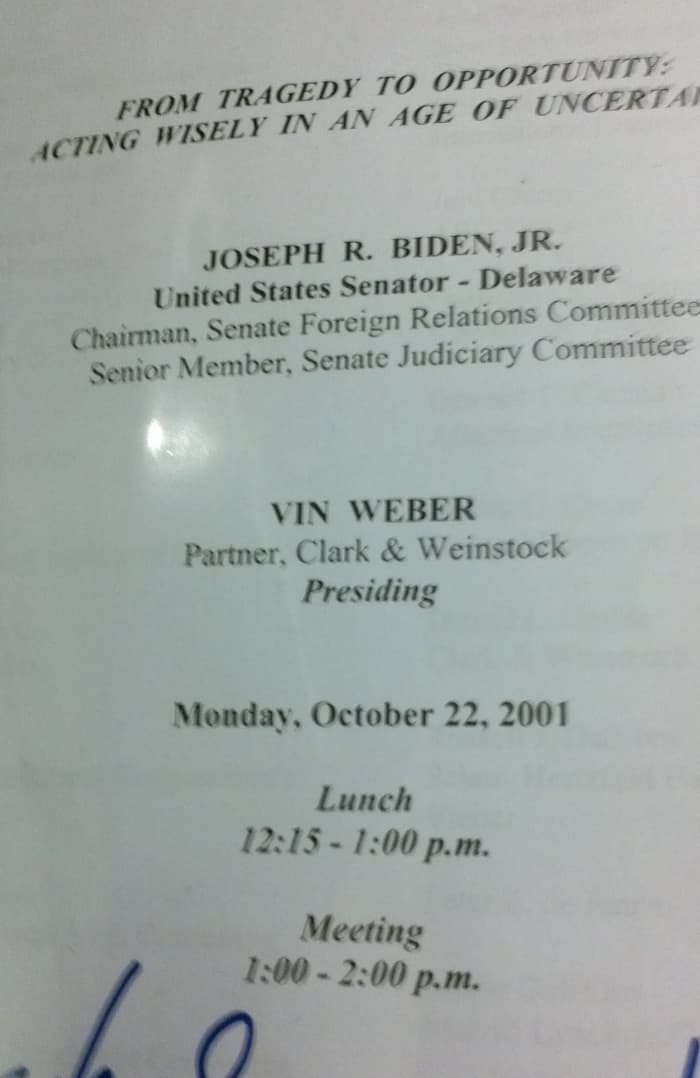 FROM TRAGEDY TO OPPORTUNITY:
ACTING WISELY IN AN AGE OF
JOSEPH R. BIDEN, JR.
United States Senator - Delaware
Chairman, Senate Foreign Relations Committee
Senior Member, Senate Judiciary Committee
VIN WEBER
Partner, Clark & Weinstock
Presiding
Monday, October 22, 2001
Lunch
12:15 - 1:00 p.m.
Meeting
1:00 - 2:00 p.m.